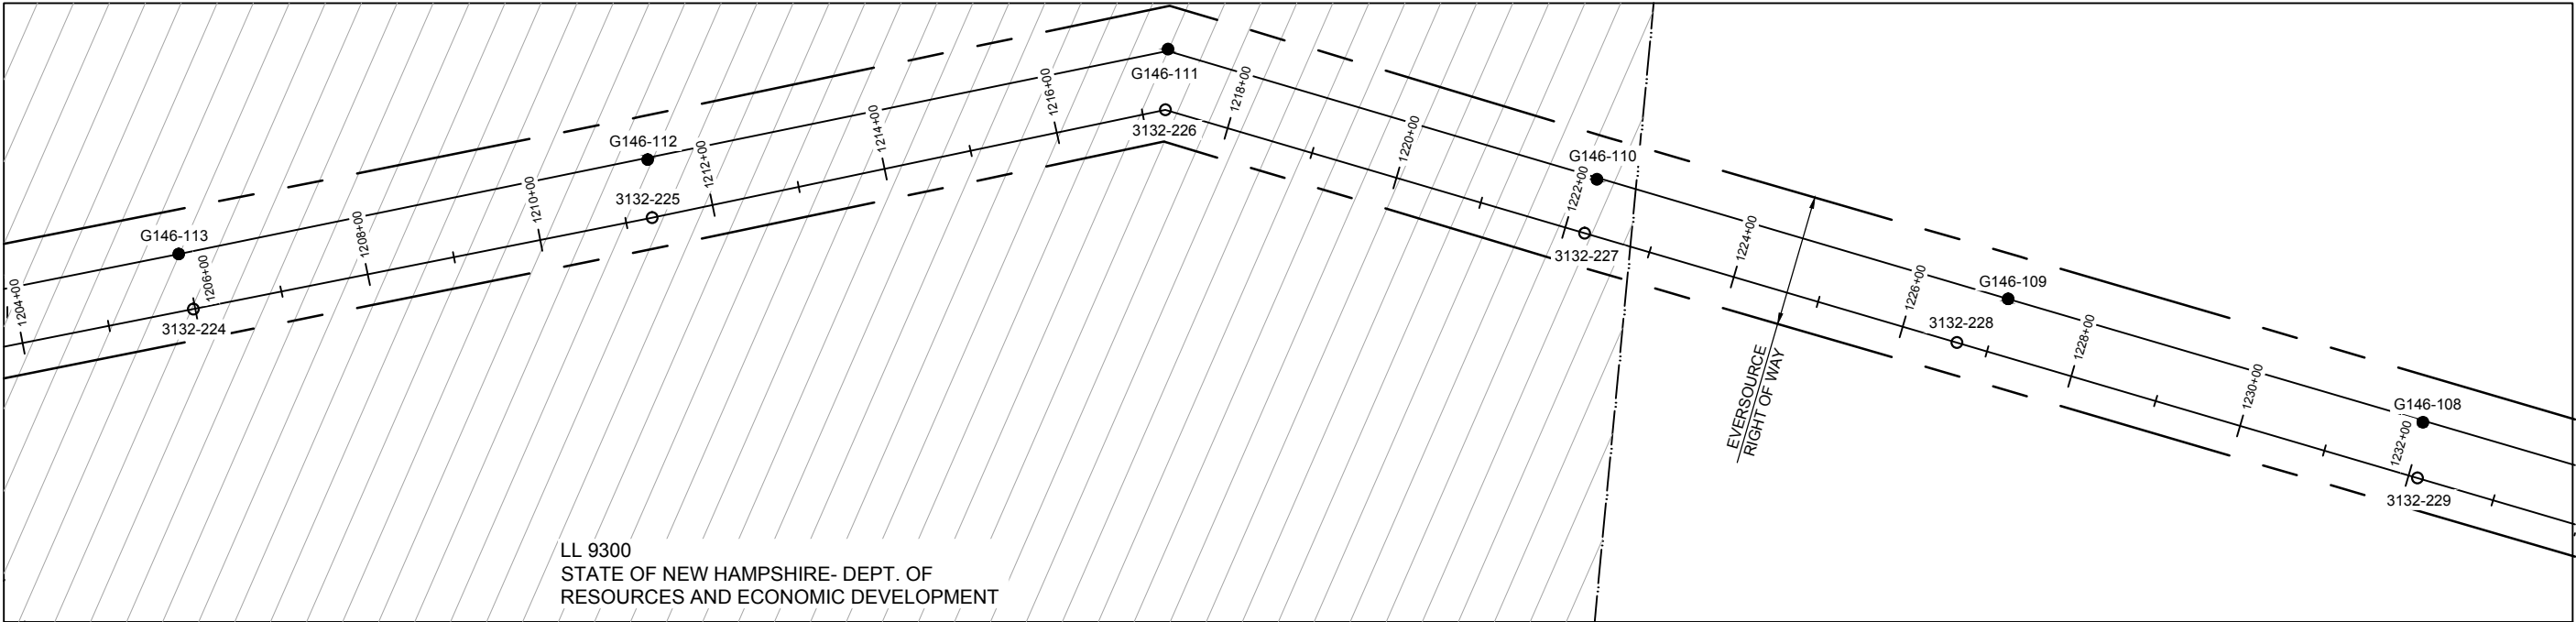 G146-113
3132-224
1204+00
1206+00
1208+00
1210+00
G146-112
3132-225
1212+00
1214+00
1216+00
G146-111
3132-226
1218+00
1220+00
G146-110
1222+00
3132-227
1224+00
EVERSOURCE
RIGHT OF WAY
1226+00
G146-109
3132-228
1228+00
1230+00
G146-108
1232+00
3132-229
LL 9300
STATE OF NEW HAMPSHIRE- DEPT. OF
RESOURCES AND ECONOMIC DEVELOPMENT